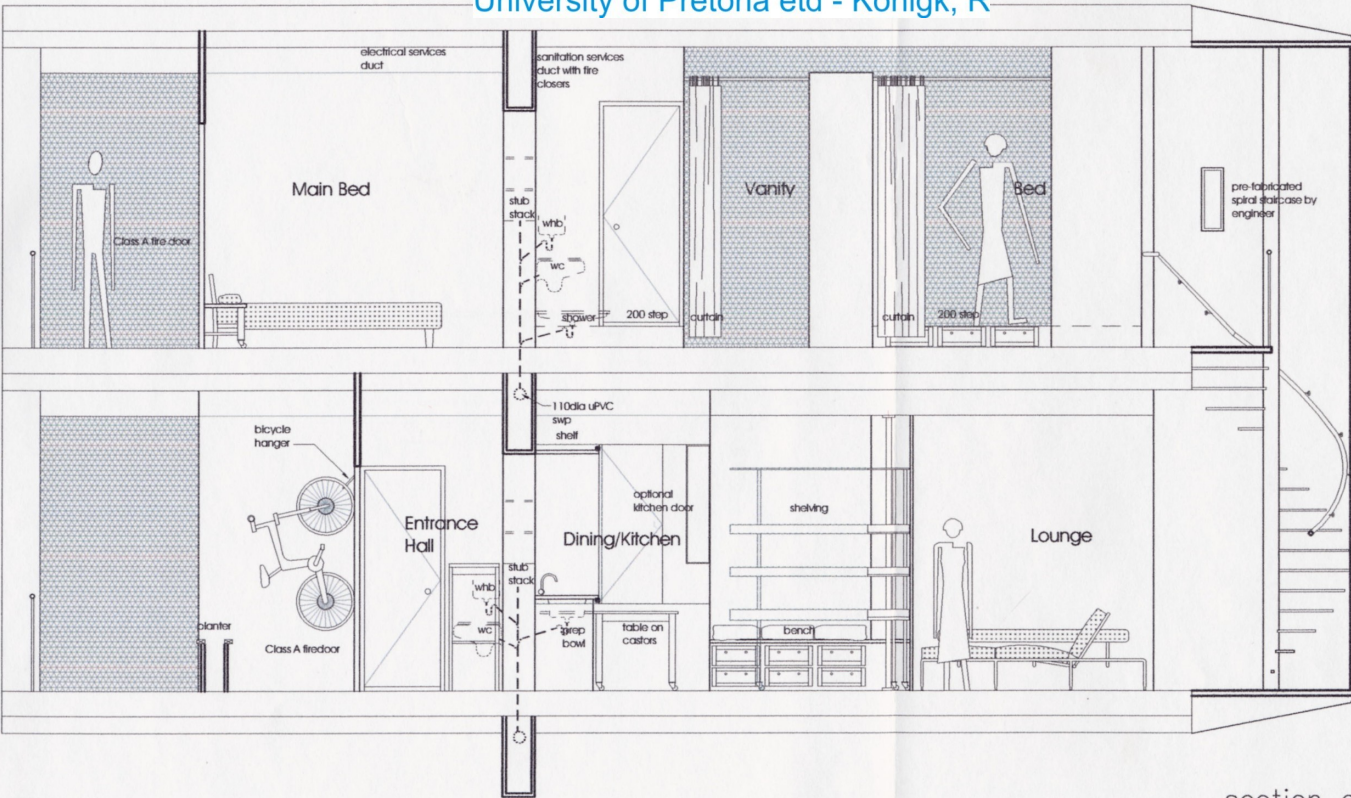 University of Pretoria etd - Konigk, R
electrical services
duct
sanitation services
duct with fire
closers
Main Bed
Class A fire door
stub
stack
whb
wc
shower
200 step
curtain
Vanity
curtain
200 step
Bed
pre-fabricated
spiral staircase by
engineer
110dia uPVC
swp
shelf
bicycle
hanger
Entrance
Hall
stub
stack
whb
wc
Dining/Kitchen
optional
kitchen door
shelving
Lounge
planter
Class A firedoor
prep
bowl
table on
castors
bench
section